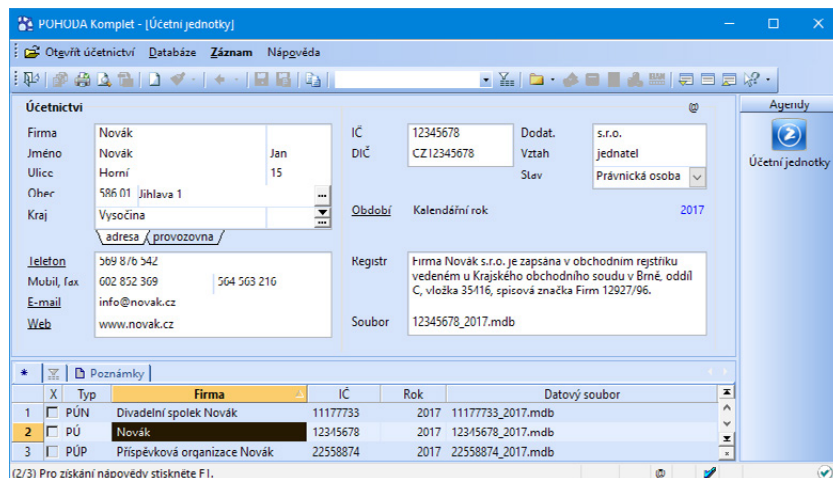 POHODA Komplet - [Účetní jednotky]
Otevřít účetnictví Databáze Záznam Nápověda
Účetnictví @ Agendy
Firma Novák IČ 12345678 Dodat. s.r.o.
Jméno Novák Jan DIČ CZ12345678 Vztah jednatel Účetní jednotky
Ulice Horní 15 Stav Právnická osoba
Obec 586 01 Jihlava 1
Kraj Vysočina Období Kalendářní rok 2017
adresa provozovna
Telefon 569 876 542 Registr Firma Novák s.r.o. je zapsána v obchodním rejstříku
Mobil, fax 602 852 369 564 563 216 vedeném u Krajského obchodního soudu v Brně, oddíl
E-mail info@novak.cz C, vložka 35416, spisová značka Firm 12927/96.
Web www.novak.cz Soubor 12345678_2017.mdb
* Poznámky
X Typ Firma IČ Rok Datový soubor
1 PÚN Divadelní spolek Novák 11177733 2017 11177733_2017.mdb
2 PÚ Novák 12345678 2017 12345678_2017.mdb
3 PÚP Příspěvková organizace Novák 22558874 2017 22558874_2017.mdb
(2/3) Pro získání nápovědy stiskněte F1. @